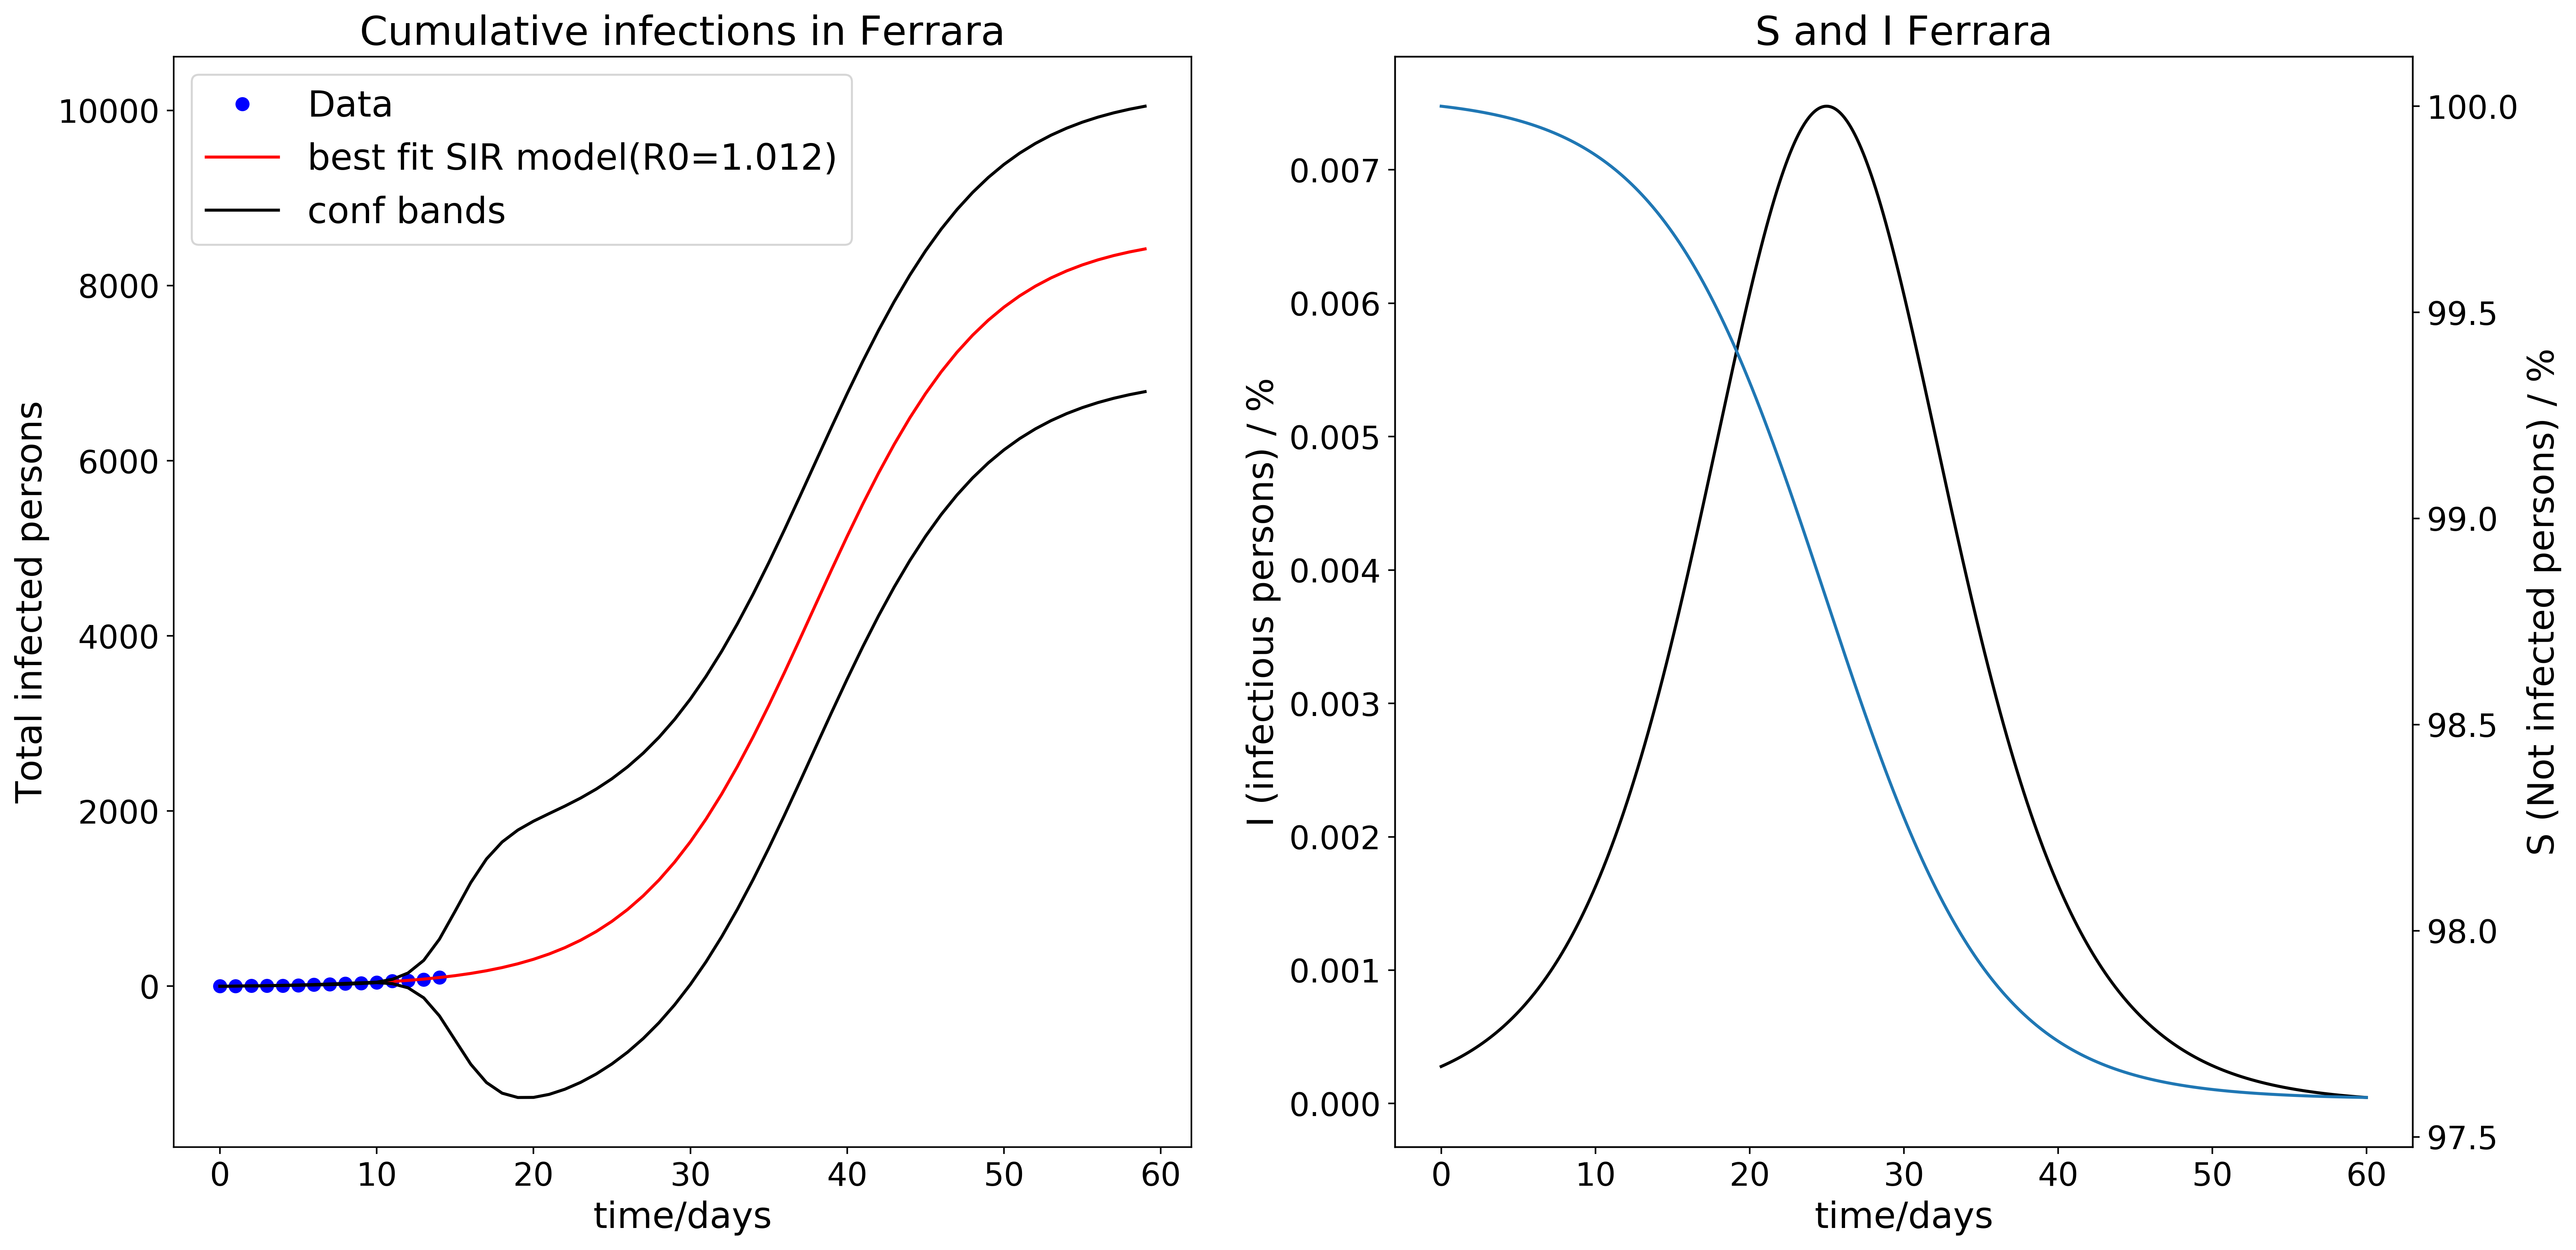 Cumulative infections in Ferrara
Data
best fit SIR model(R0=1.012)
conf bands
Total infected persons
10000
8000
6000
4000
2000
0
0 10 20 30 40 50 60
time/days
S and I Ferrara
I (infectious persons) / %
0.007
0.006
0.005
0.004
0.003
0.002
0.001
0.000
0 10 20 30 40 50 60
time/days
100.0
99.5
99.0
98.5
98.0
97.5
S (Not infected persons) / %